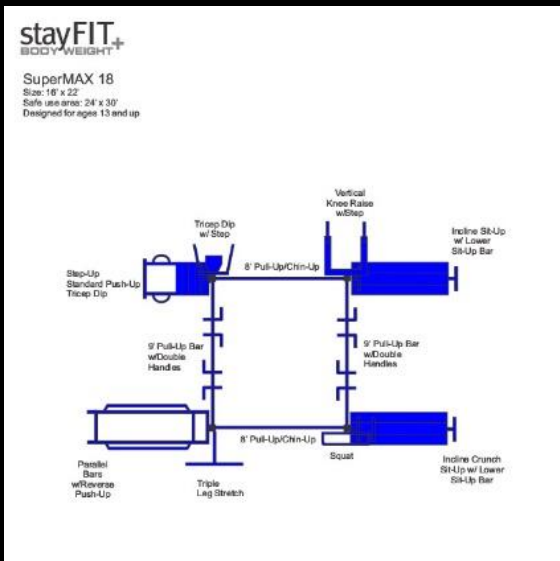 stayFIT+
BODY WEIGHT
SuperMAX 18
Size: 16' x 22'
Safe use area: 24' x 30'
Designed for ages 13 and up
Vertical
Knee Raise
w/Step
Tricep Dip
w/ Step
Incline Sit-Up
w/ Lower
Sit-Up Bar
8' Pull-Up/Chin-Up
Step-Up
Standard Push-Up
Tricep Dip
9' Pull-Up Bar
w/Double
Handles
9' Pull-Up Bar
w/Double
Handles
8' Pull-Up/Chin-Up
Squat
Parallel
Bars
w/Reverse
Push-Up
Triple
Leg Stretch
Incline Crunch
Sit-Up w/ Lower
Sit-Up Bar